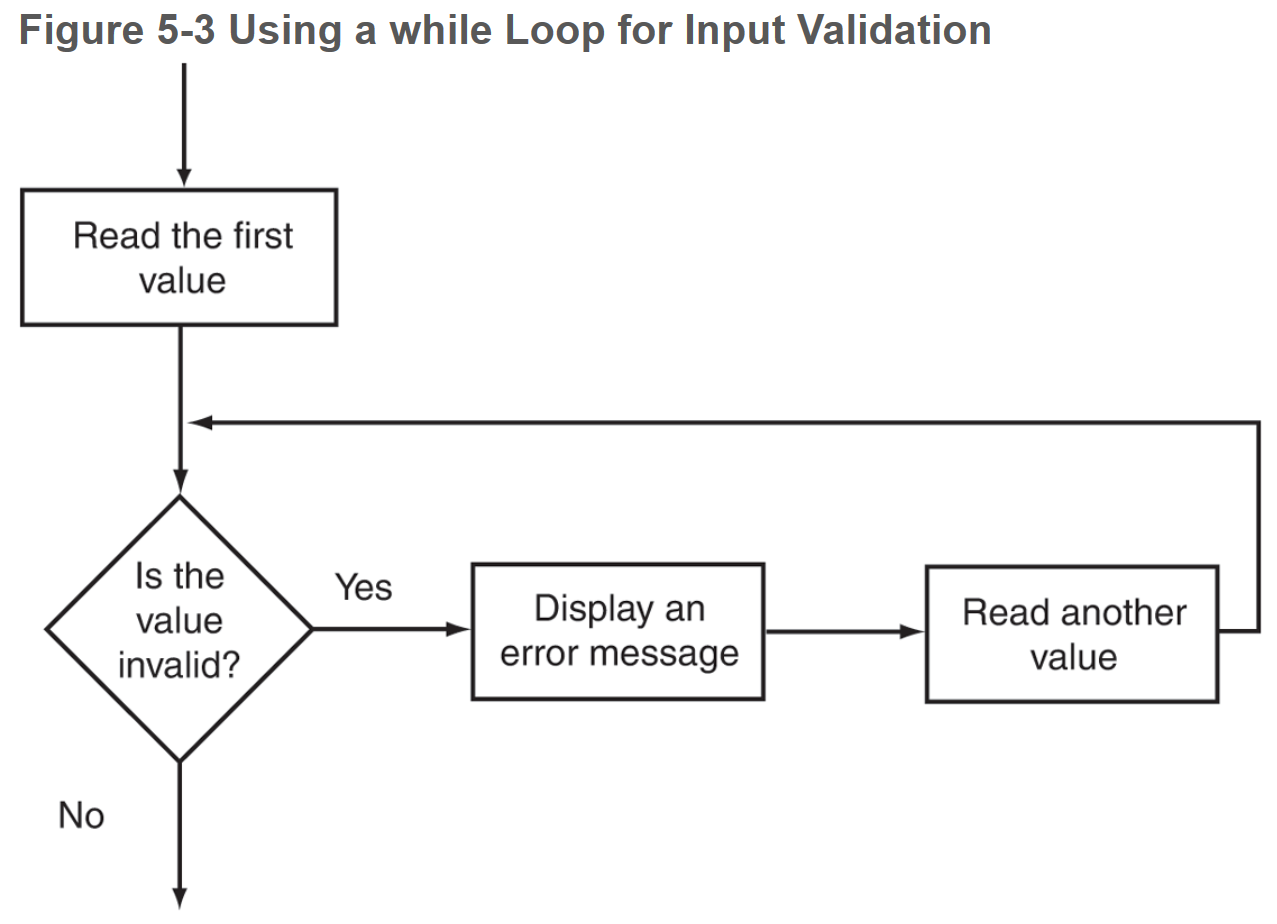 Figure 5-3 Using a while Loop for Input Validation
Read the first
value
Is the
value
invalid?
Yes
Display an
error message
Read another
value
No